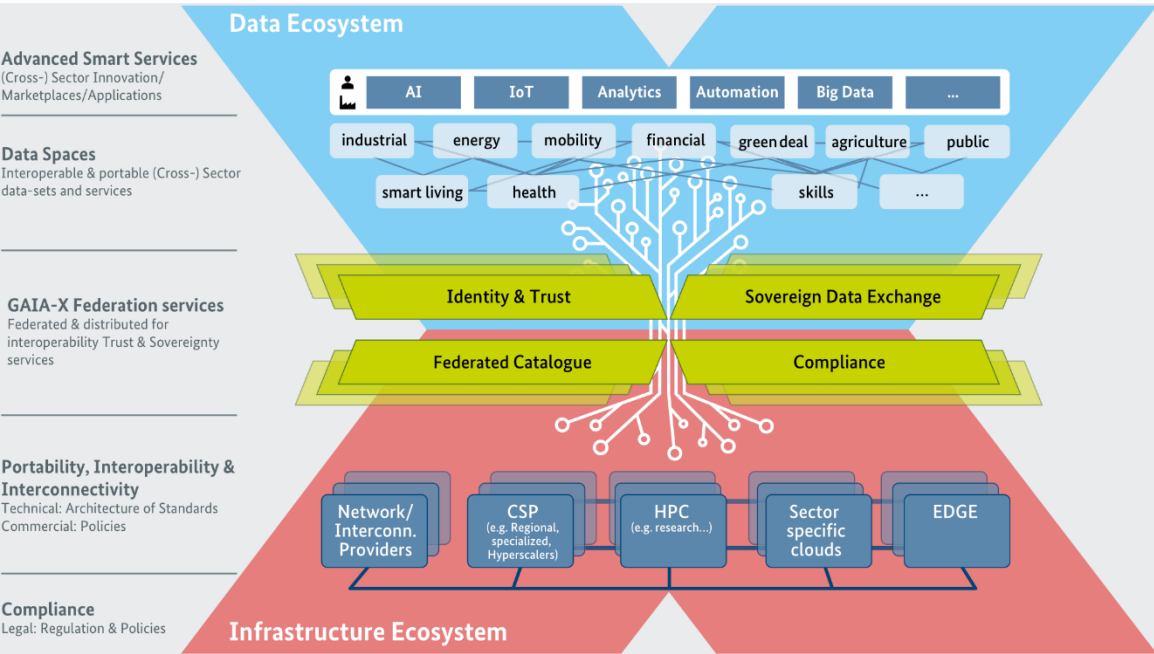 Data Ecosystem
Advanced Smart Services
(Cross-) Sector Innovation/
Marketplaces/Applications
AI
IoT
Analytics
Automation
Big Data
...
Data Spaces
Interoperable & portable (Cross-) Sector
data-sets and services
industrial
energy
mobility
financial
green deal
agriculture
public
smart living
health
skills
...
GAIA-X Federation services
Federated & distributed for
interoperability Trust & Sovereignty
services
Identity & Trust
Sovereign Data Exchange
Federated Catalogue
Compliance
Portability, Interoperability &
Interconnectivity
Technical: Architecture of Standards
Commercial: Policies
Network/
Interconn.
Providers
CSP
(e.g. Regional,
specialized,
Hyperscalers)
HPC
(e.g. research...)
Sector
specific
clouds
EDGE
Compliance
Legal: Regulation & Policies
Infrastructure Ecosystem